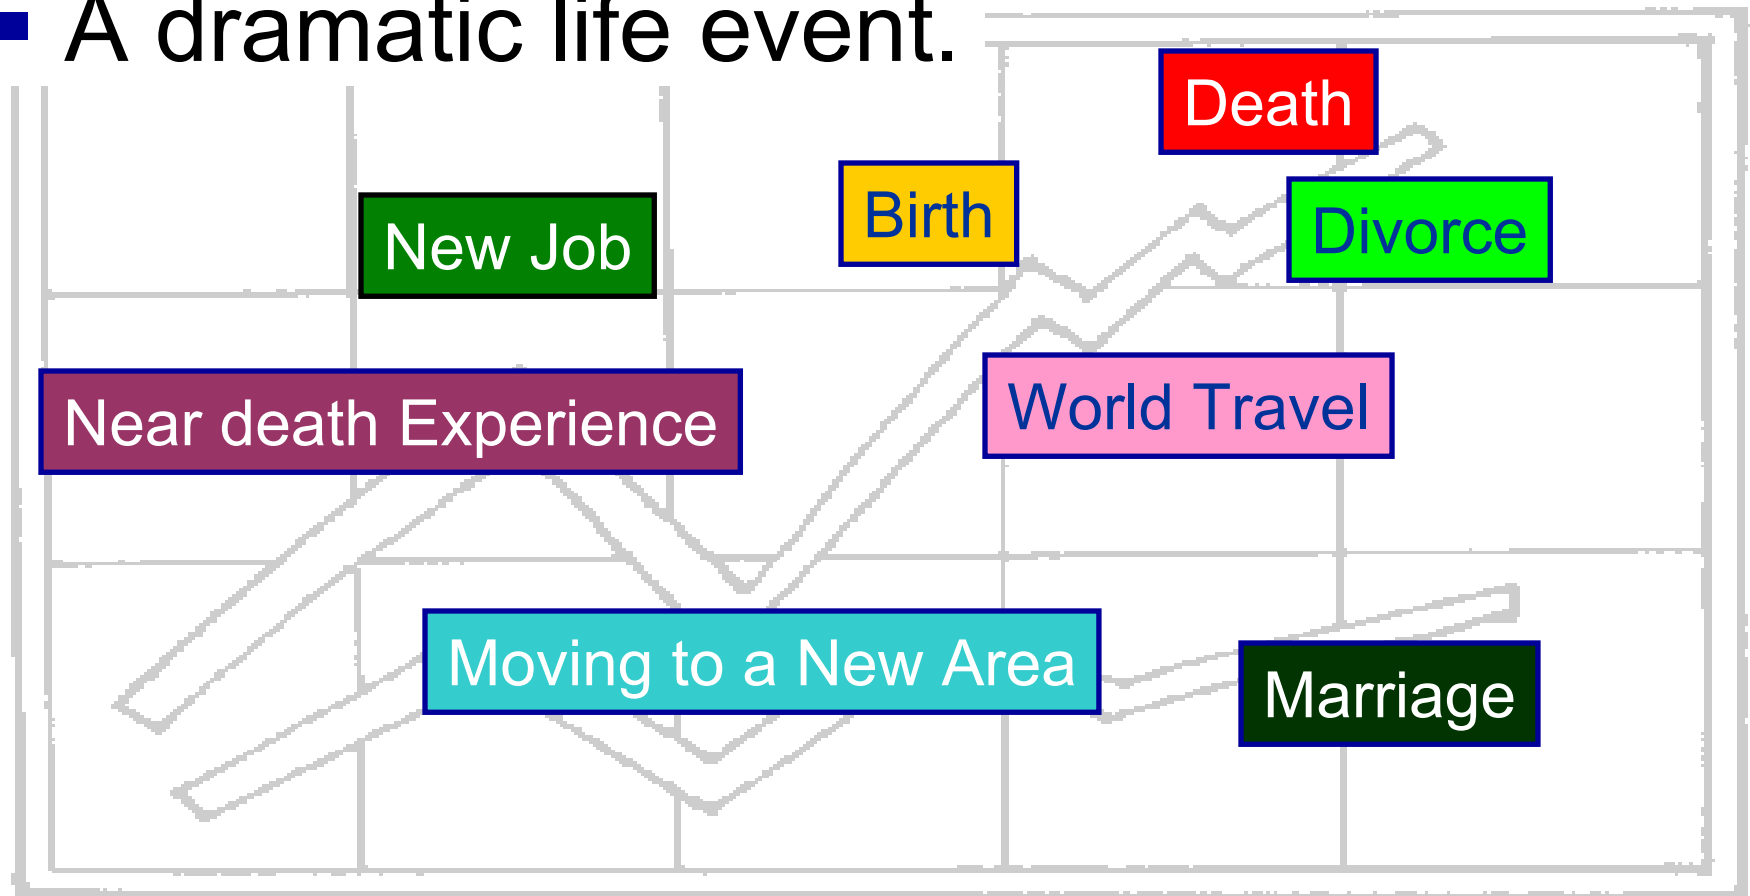 A dramatic life event.
Death
New Job
Birth
Divorce
Near death Experience
World Travel
Moving to a New Area
Marriage